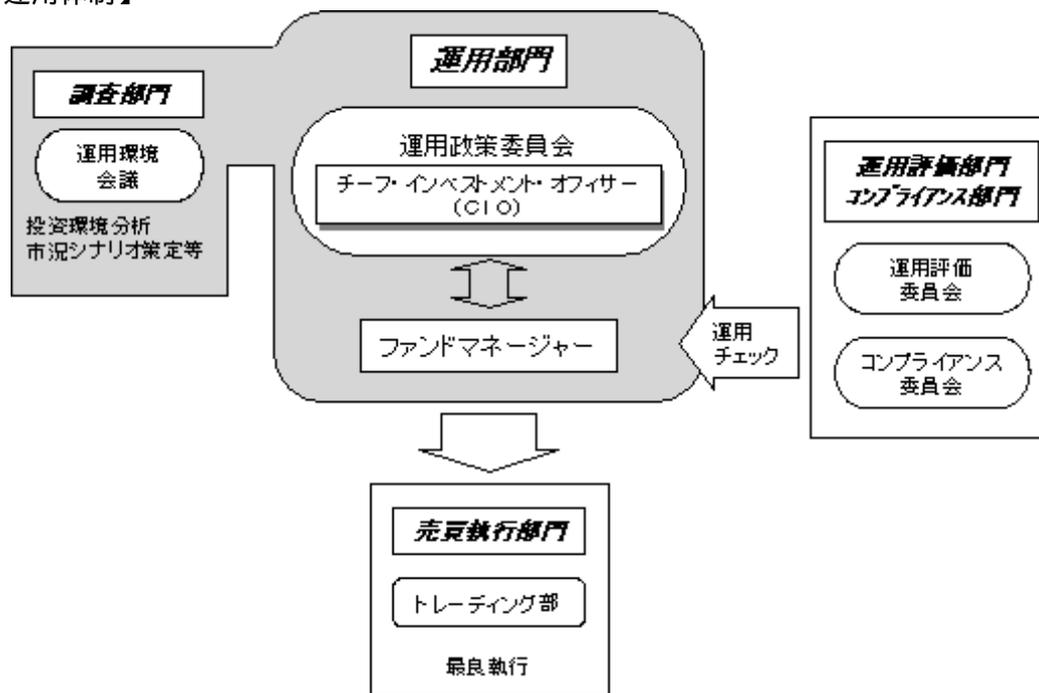 運用体制】
運用部門
調査部門
運用環境
会議
投資環境分析
市況シナリオ策定等
運用政策委員会
チーフ・インベストメント・オフィサー
(CIO)
ファンドマネージャー
運用
チェック
運用評価部門
コンプライアンス部門
運用評価
委員会
コンプライアンス
委員会
売買執行部門
トレーディング部
最良執行